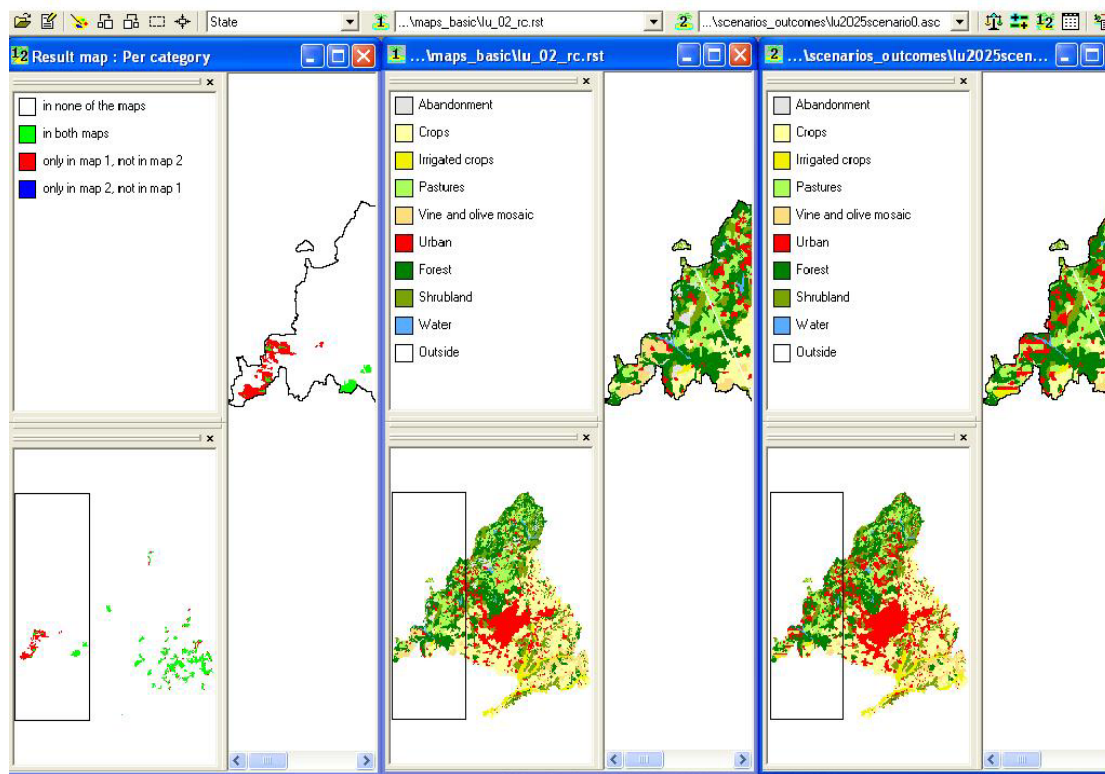 State
1
...\maps_basic\lu_02_rc.rst
2
...\scenarios_outcomes\lu2025scenario0.asc
12
12 Result map : Per category
in none of the maps
in both maps
only in map 1, not in map 2
only in map 2, not in map 1
1 ...\maps_basic\lu_02_rc.rst
Abandonment
Crops
Irrigated crops
Pastures
Vine and olive mosaic
Urban
Forest
Shrubland
Water
Outside
2 ...\scenarios_outcomes\lu2025scen...
Abandonment
Crops
Irrigated crops
Pastures
Vine and olive mosaic
Urban
Forest
Shrubland
Water
Outside